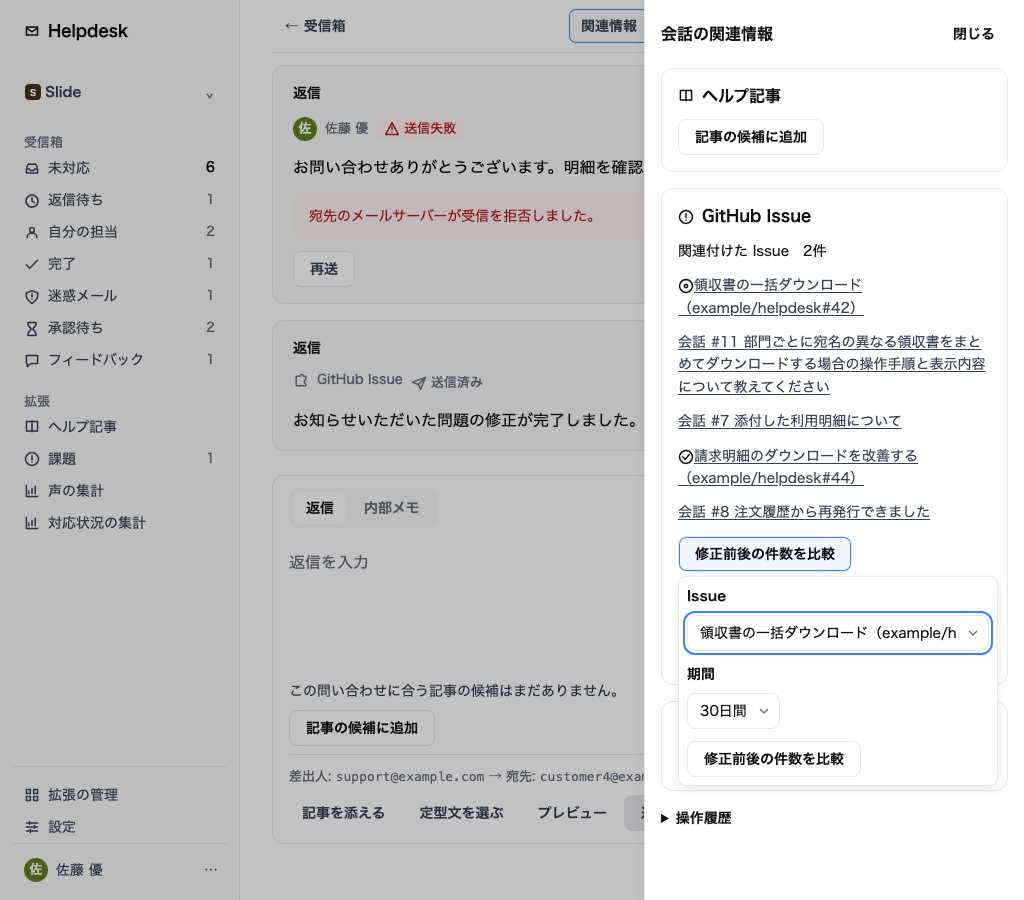 Helpdesk
S Slide
受信箱
未対応 6
返信待ち 1
自分の担当 2
完了 1
迷惑メール 1
承認待ち 2
フィードバック 1
拡張
ヘルプ記事
課題 1
声の集計
対応状況の集計
拡張の管理
設定
佐 佐藤 優 …
← 受信箱
関連情報
返信
佐 佐藤 優 送信失敗
お問い合わせありがとうございます。明細を確認
宛先のメールサーバーが受信を拒否しました。
再送
返信
GitHub Issue 送信済み
お知らせいただいた問題の修正が完了しました。
返信 内部メモ
返信を入力
この問い合わせに合う記事の候補はまだありません。
記事の候補に追加
差出人: support@example.com → 宛先: customer4@exa
記事を添える 定型文を選ぶ プレビュー
会話の関連情報 閉じる
ヘルプ記事
記事の候補に追加
GitHub Issue
関連付けた Issue 2件
領収書の一括ダウンロード
（example/helpdesk#42）
会話 #11 部門ごとに宛名の異なる領収書をまと
めてダウンロードする場合の操作手順と表示内容
について教えてください
会話 #7 添付した利用明細について
請求明細のダウンロードを改善する
（example/helpdesk#44）
会話 #8 注文履歴から再発行できました
修正前後の件数を比較
Issue
領収書の一括ダウンロード（example/h
期間
30日間
修正前後の件数を比較
▶ 操作履歴